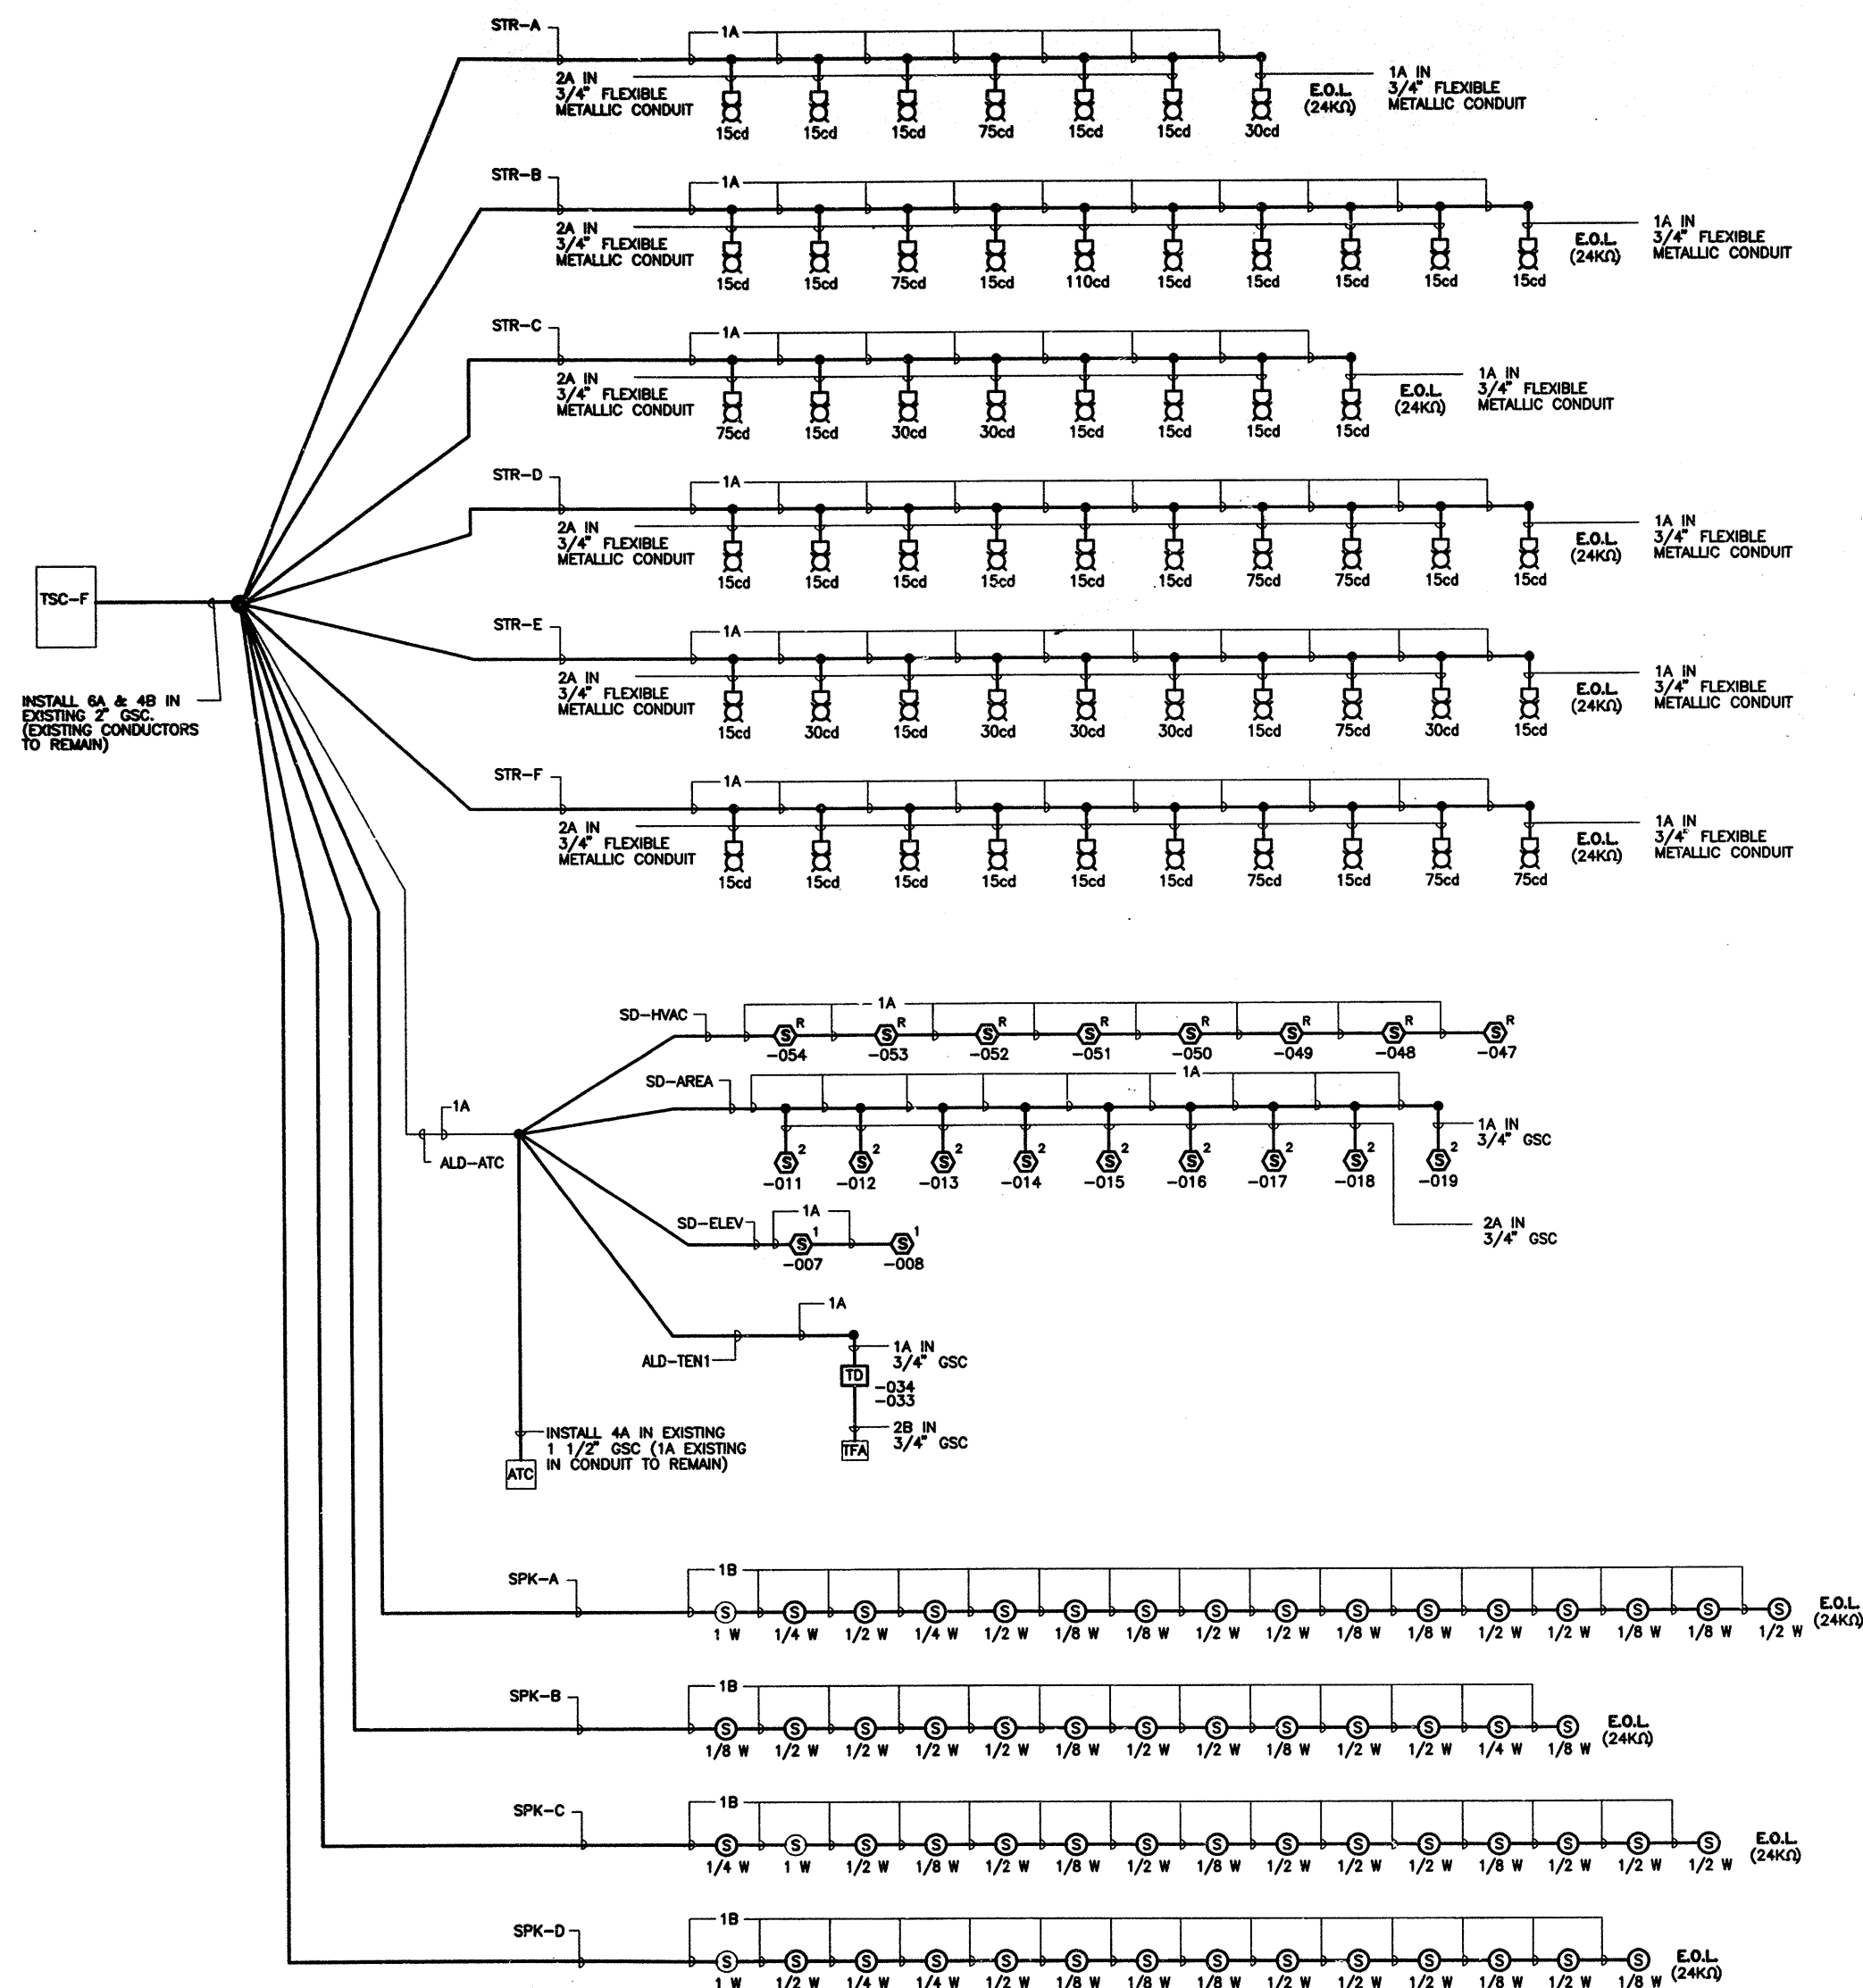 STR-A
1A
2A IN
3/4" FLEXIBLE
METALLIC CONDUIT
15cd 15cd 15cd 75cd 15cd 15cd 30cd
E.O.L.
(24KΩ)
1A IN
3/4" FLEXIBLE
METALLIC CONDUIT
STR-B
1A
2A IN
3/4" FLEXIBLE
METALLIC CONDUIT
15cd 15cd 75cd 15cd 110cd 15cd 15cd 15cd 15cd 15cd
E.O.L.
(24KΩ)
1A IN
3/4" FLEXIBLE
METALLIC CONDUIT
STR-C
1A
2A IN
3/4" FLEXIBLE
METALLIC CONDUIT
75cd 15cd 30cd 30cd 15cd 15cd 15cd 15cd
E.O.L.
(24KΩ)
1A IN
3/4" FLEXIBLE
METALLIC CONDUIT
STR-D
1A
2A IN
3/4" FLEXIBLE
METALLIC CONDUIT
15cd 15cd 15cd 15cd 15cd 15cd 75cd 75cd 15cd 15cd
E.O.L.
(24KΩ)
1A IN
3/4" FLEXIBLE
METALLIC CONDUIT
TSC-F
INSTALL 6A & 4B IN
EXISTING 2" GSC.
(EXISTING CONDUCTORS
TO REMAIN)
STR-E
1A
2A IN
3/4" FLEXIBLE
METALLIC CONDUIT
15cd 30cd 15cd 30cd 30cd 30cd 15cd 75cd 30cd 15cd
E.O.L.
(24KΩ)
1A IN
3/4" FLEXIBLE
METALLIC CONDUIT
STR-F
1A
2A IN
3/4" FLEXIBLE
METALLIC CONDUIT
15cd 15cd 15cd 15cd 15cd 15cd 75cd 15cd 75cd 75cd
E.O.L.
(24KΩ)
1A IN
3/4" FLEXIBLE
METALLIC CONDUIT
SD-HVAC
1A
S R S R S R S R S R S R S R S R
-054 -053 -052 -051 -050 -049 -048 -047
SD-AREA
1A
1A IN
3/4" GSC
S 2 S 2 S 2 S 2 S 2 S 2 S 2 S 2 S 2
-011 -012 -013 -014 -015 -016 -017 -018 -019
2A IN
3/4" GSC
1A
ALD-ATC
SD-ELEV
1A
S 1 S 1
-007 -008
1A
ALD-TEN1
1A IN
3/4" GSC
TD
-034
-033
2B IN
3/4" GSC
TFA
INSTALL 4A IN EXISTING
1 1/2" GSC (1A EXISTING
IN CONDUIT TO REMAIN)
ATC
SPK-A
1B
S S S S S S S S S S S S S S S S
1 W 1/4 W 1/2 W 1/4 W 1/2 W 1/8 W 1/8 W 1/2 W 1/2 W 1/8 W 1/8 W 1/2 W 1/2 W 1/8 W 1/8 W 1/2 W
E.O.L.
(24KΩ)
SPK-B
1B
S S S S S S S S S S S S S
1/8 W 1/2 W 1/2 W 1/2 W 1/2 W 1/8 W 1/2 W 1/2 W 1/8 W 1/2 W 1/2 W 1/4 W 1/8 W
E.O.L.
(24KΩ)
SPK-C
1B
S S S S S S S S S S S S S S S
1/4 W 1 W 1/2 W 1/8 W 1/2 W 1/8 W 1/2 W 1/8 W 1/2 W 1/2 W 1/2 W 1/8 W 1/2 W 1/2 W 1/2 W
E.O.L.
(24KΩ)
SPK-D
1B
S S S S S S S S S S S S S S
1 W 1/2 W 1/4 W 1/4 W 1/2 W 1/8 W 1/8 W 1/8 W 1/2 W 1/2 W 1/2 W 1/8 W 1/2 W 1/8 W
E.O.L.
(24KΩ)